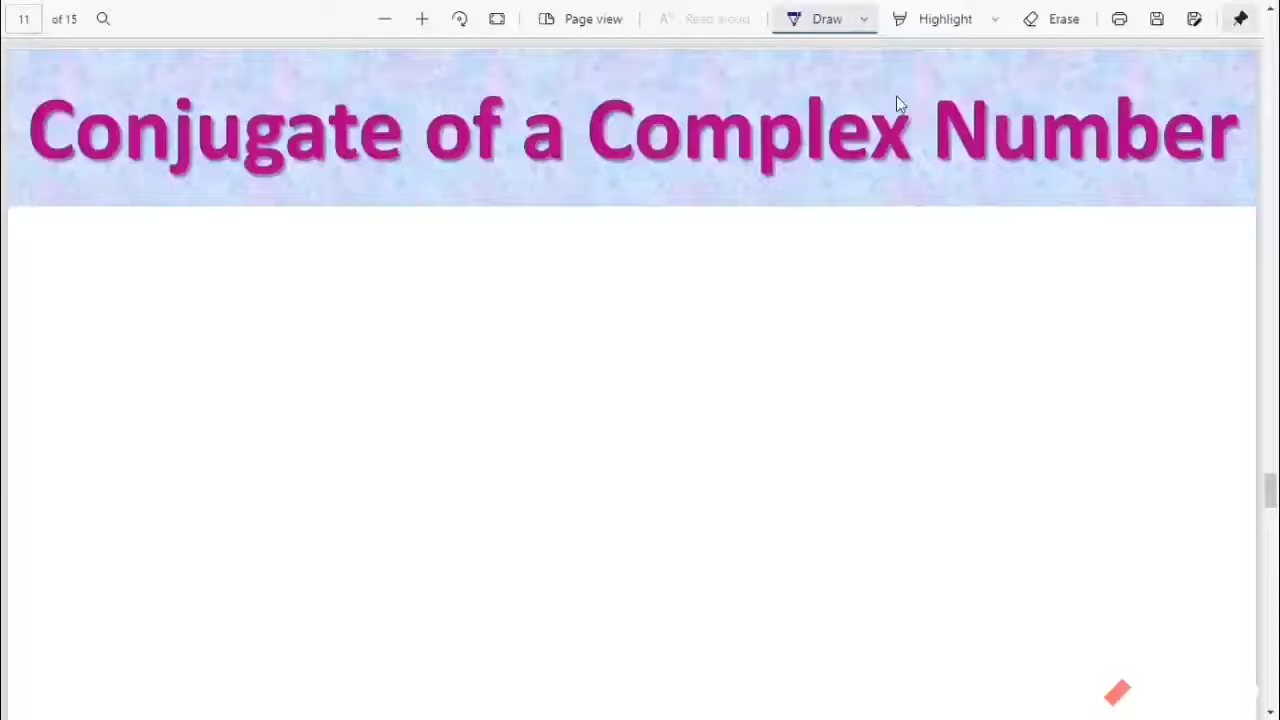 11 of 15 Page view Read aloud Draw Highlight Erase
Conjugate of a Complex Number